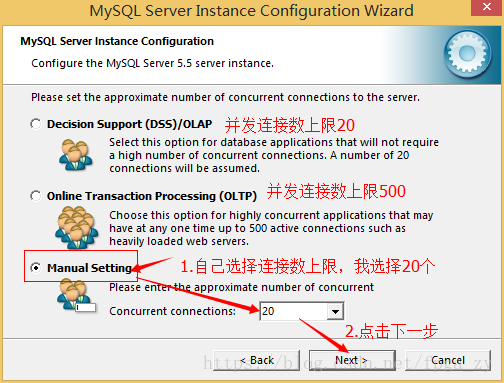 MySQL Server Instance Configuration Wizard
MySQL Server Instance Configuration
Configure the MySQL Server 5.5 server instance.
Please set the approximate number of concurrent connections to the server.
Decision Support (DSS)/OLAP 并发连接数上限20
Select this option for database applications that will not require
a high number of concurrent connections. A number of 20
connections will be assumed.
Online Transaction Processing (OLTP) 并发连接数上限500
Choose this option for highly concurrent applications that may
have at any one time up to 500 active connections such as
heavily loaded web servers.
Manual Setting 1.自己选择连接数上限，我选择20个
Please enter the approximate number of concurrent
Concurrent connections: 20
2.点击下一步
< Back Next > Cancel